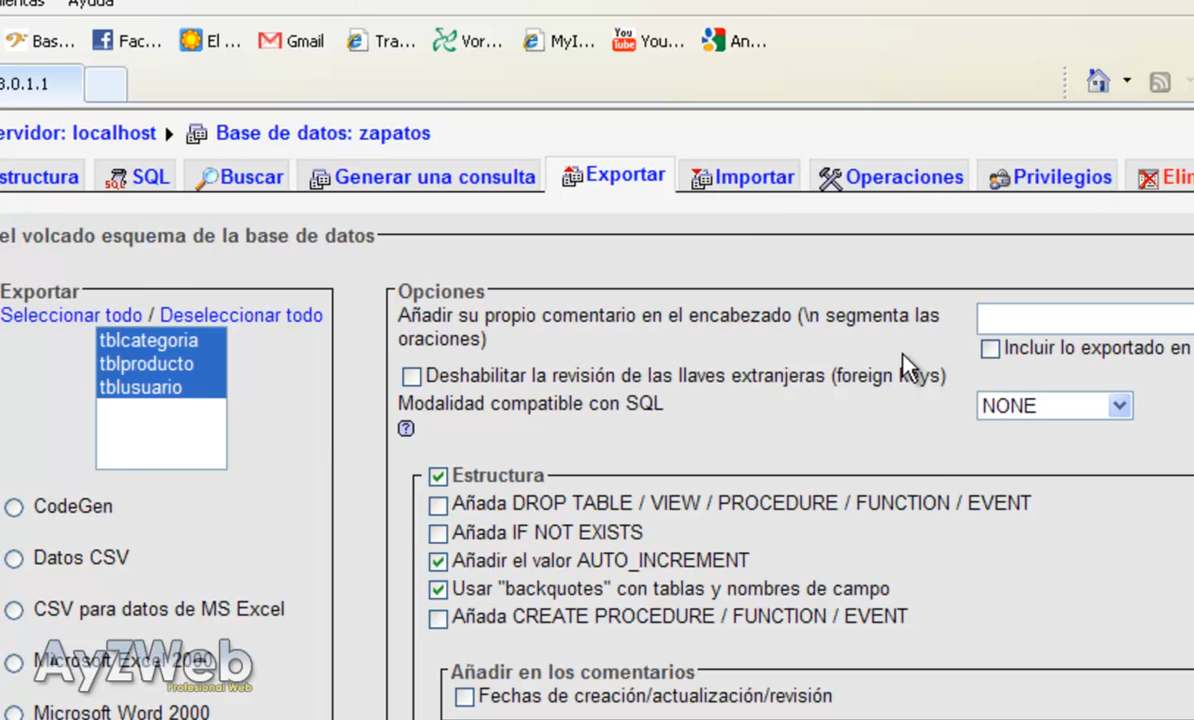 Ayuda
Bas... Fac... El ... Gmail Tra... Vor... MyI... You Tube You... An...
3.0.1.1
ervidor: localhost Base de datos: zapatos
structura SQL Buscar Generar una consulta Exportar Importar Operaciones Privilegios Elin
el volcado esquema de la base de datos
Exportar
Seleccionar todo / Deseleccionar todo
tblcategoria
tblproducto
tblusuario
CodeGen
Datos CSV
CSV para datos de MS Excel
Microsoft Excel 2000
Microsoft Word 2000
AyZWeb
Profesional Web
Opciones
Añadir su propio comentario en el encabezado (\n segmenta las
oraciones)
Incluir lo exportado en
Deshabilitar la revisión de las llaves extranjeras (foreign keys)
Modalidad compatible con SQL NONE
?
Estructura
Añada DROP TABLE / VIEW / PROCEDURE / FUNCTION / EVENT
Añada IF NOT EXISTS
Añadir el valor AUTO_INCREMENT
Usar "backquotes" con tablas y nombres de campo
Añada CREATE PROCEDURE / FUNCTION / EVENT
Añadir en los comentarios
Fechas de creación/actualización/revisión